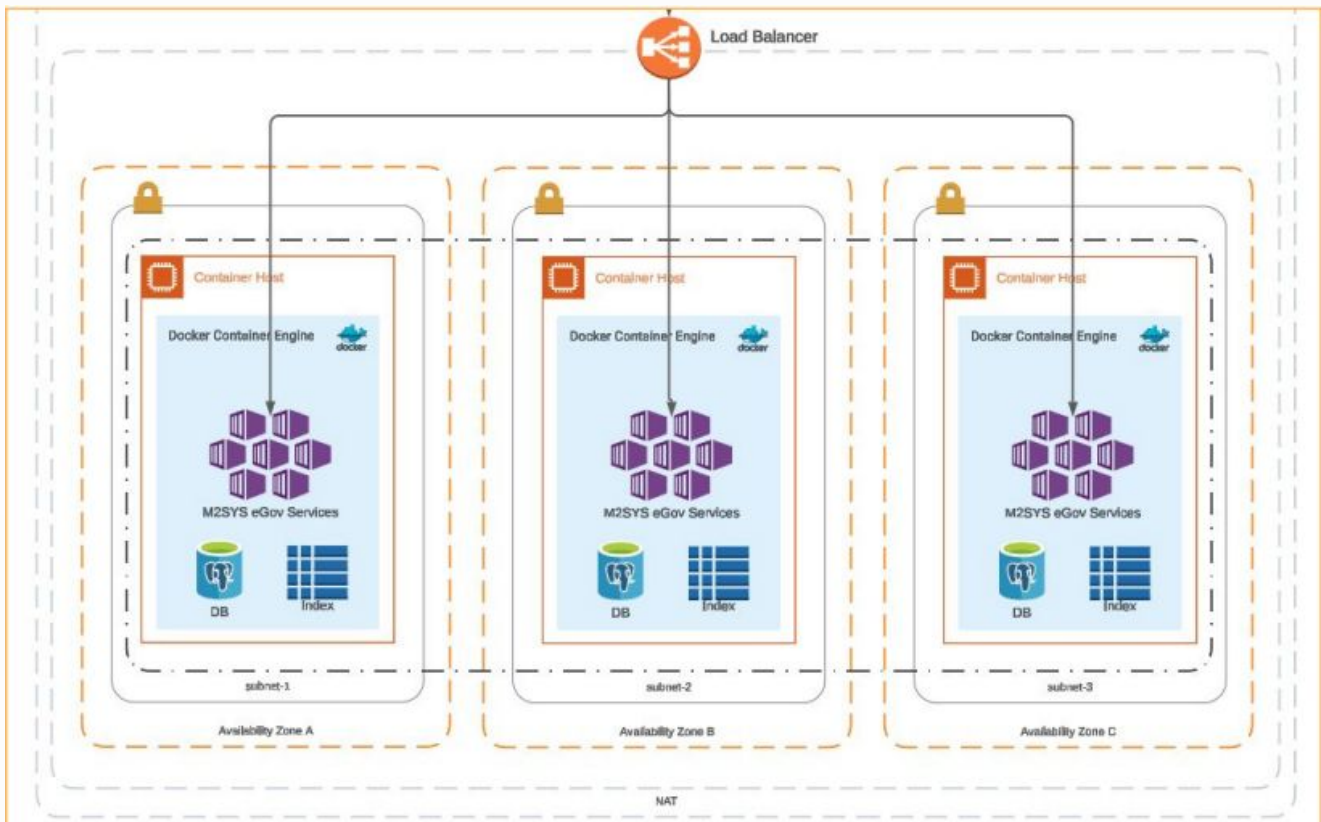 Load Balancer
Container Host
Docker Container Engine
docker
M2SYS eGov Services
DB
Index
subnet-1
Availability Zone A
Container Host
Docker Container Engine
docker
M2SYS eGov Services
DB
Index
subnet-2
Availability Zone B
Container Host
Docker Container Engine
docker
M2SYS eGov Services
DB
Index
subnet-3
Availability Zone C
NAT